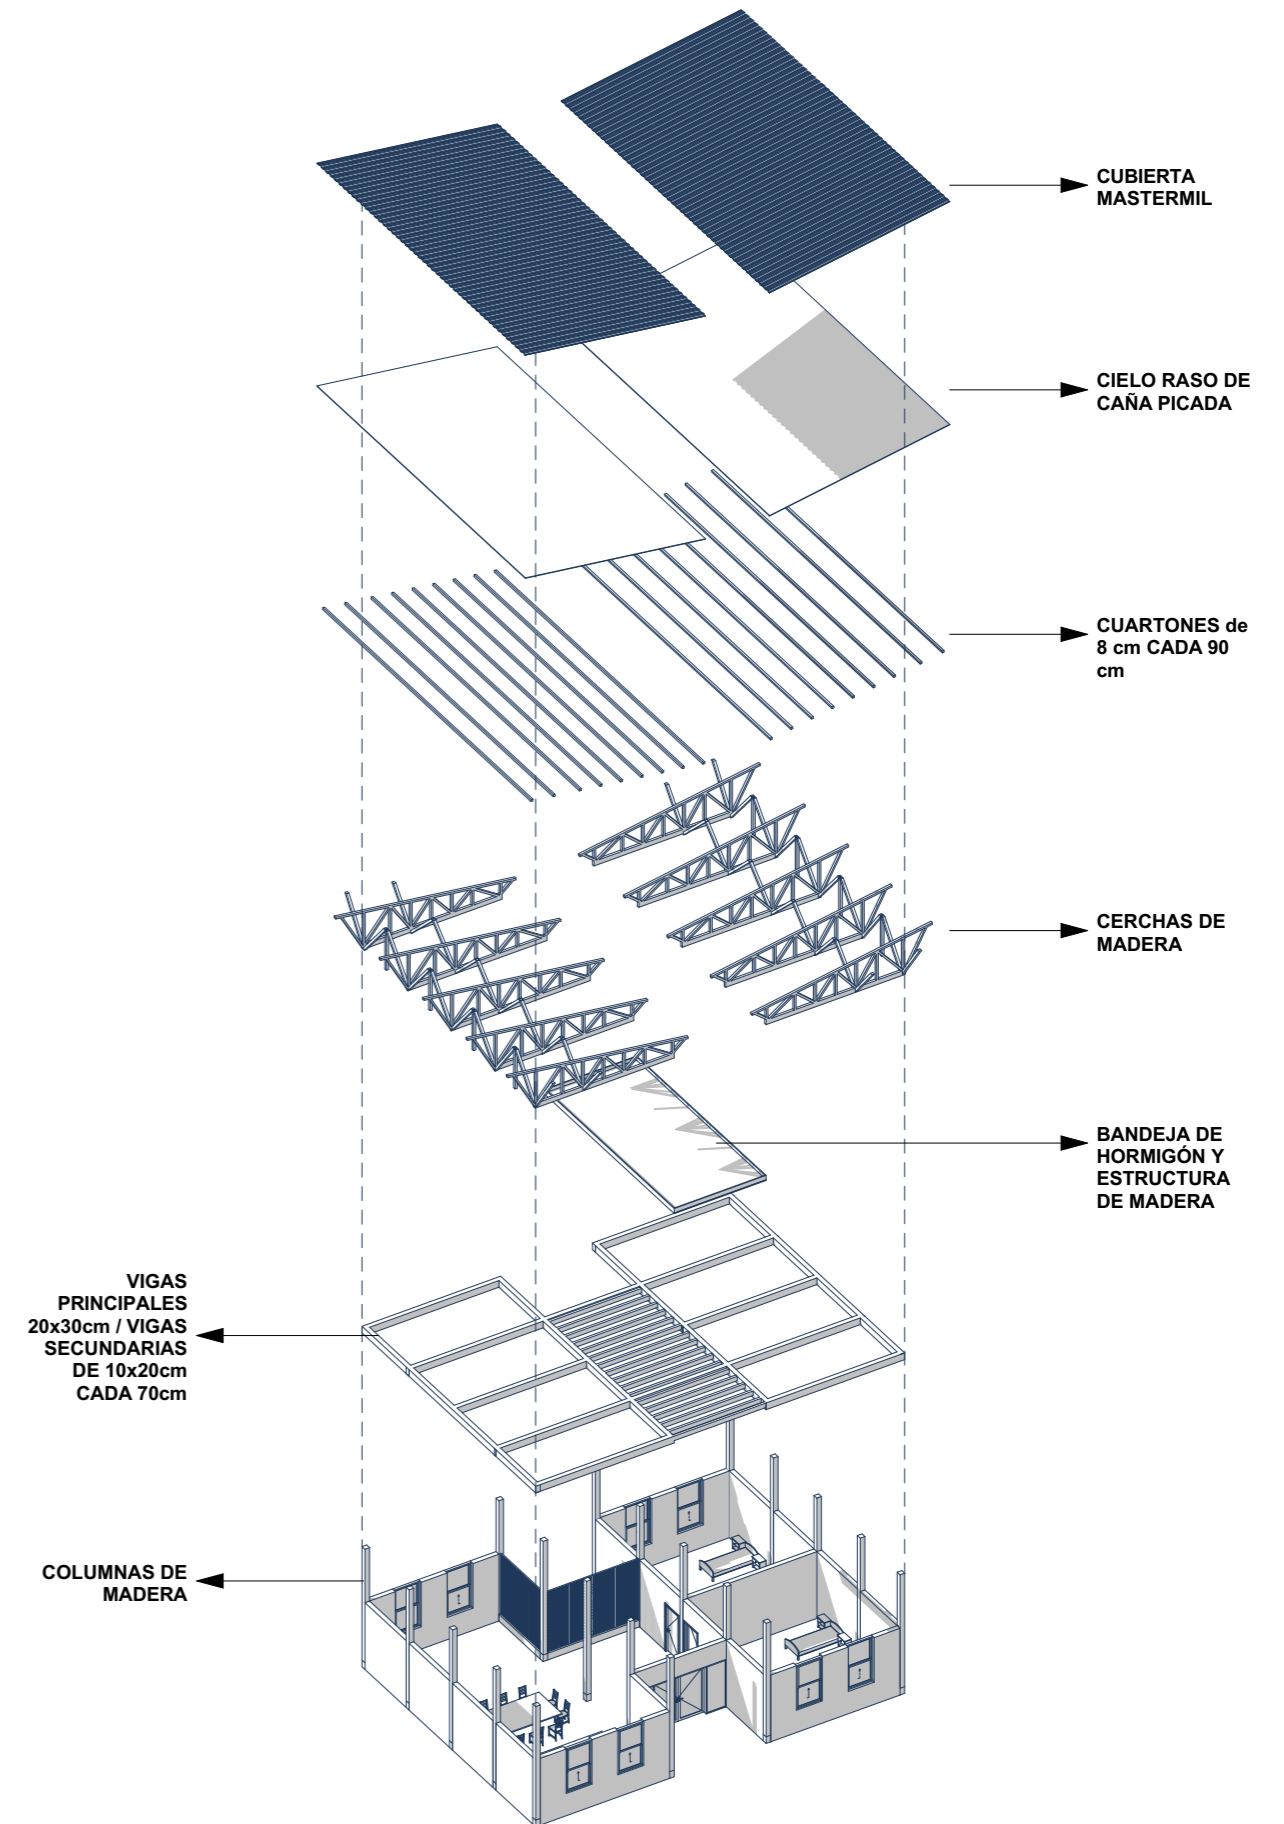 CUBIERTA
MASTERMIL
CIELO RASO DE
CAÑA PICADA
CUARTONES de
8 cm CADA 90
cm
CERCHAS DE
MADERA
BANDEJA DE
HORMIGÓN Y
ESTRUCTURA
DE MADERA
VIGAS
PRINCIPALES
20x30cm / VIGAS
SECUNDARIAS
DE 10x20cm
CADA 70cm
COLUMNAS DE
MADERA